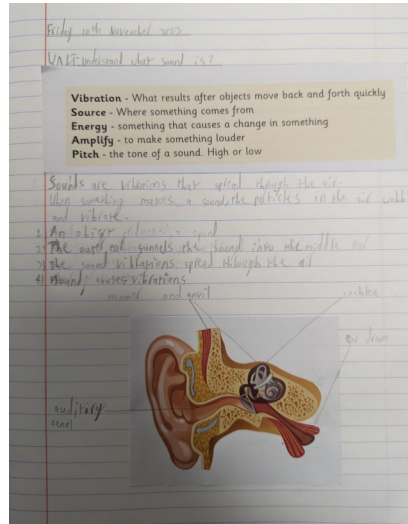 Friday 10th November 2023
WALT: understand what sound is?
Vibration - What results after objects move back and forth quickly
Source - Where something comes from
Energy - something that causes a change in something
Amplify - to make something louder
Pitch - the tone of a sound. High or low
Sounds are vibrations that spread through the air.
When something makes a sound, the particles in the air
and vibrate.
1. An object produces a sound
2. The outer ear funnels the sound into the middle ear
3) the sound vibrations spread through the air
4) sound causes vibrations
and anvil
cochlea
ear drum
auditory
canal